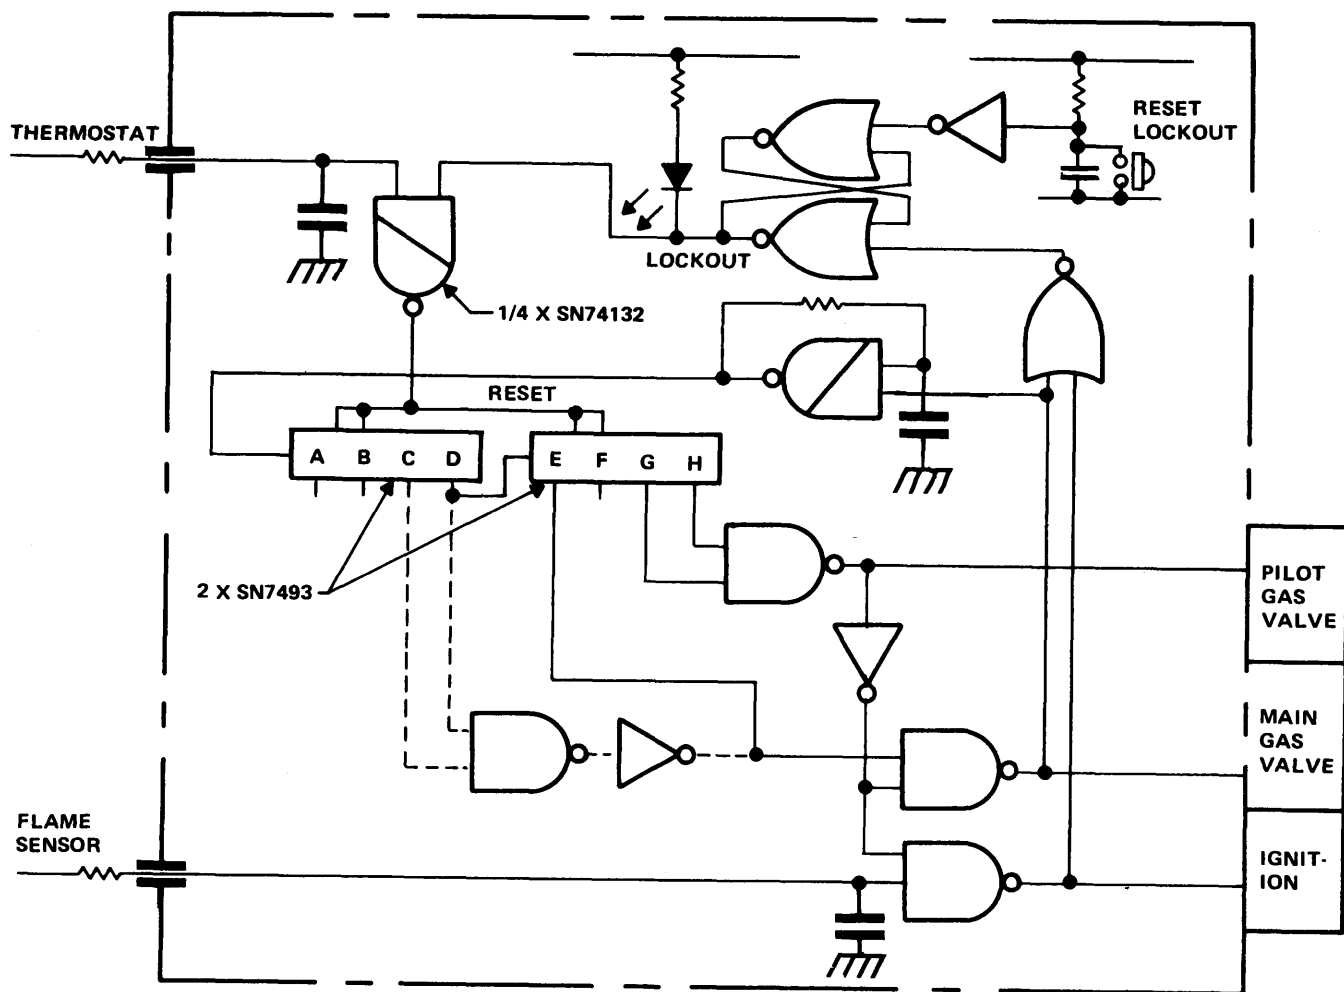 THERMOSTAT
RESET
LOCKOUT
LOCKOUT
1/4 X SN74132
RESET
A B C D
E F G H
2 X SN7493
PILOT
GAS
VALVE
MAIN
GAS
VALVE
FLAME
SENSOR
IGNIT-
ION